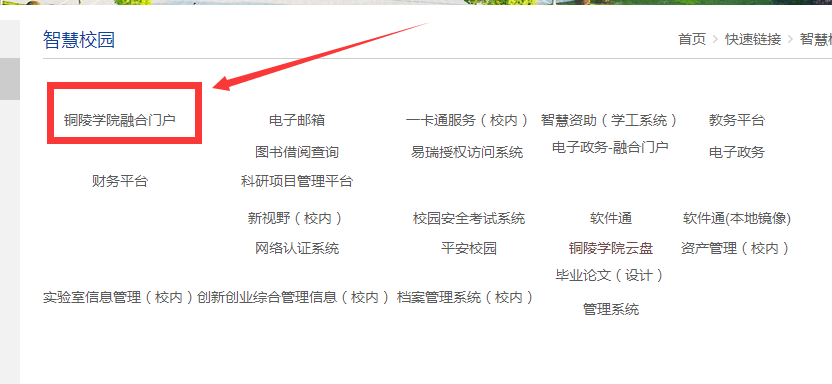 智慧校园
首页 > 快速链接 > 智慧
铜陵学院融合门户 电子邮箱 一卡通服务（校内） 智慧资助（学工系统） 教务平台
图书借阅查询 易瑞授权访问系统 电子政务-融合门户 电子政务
财务平台 科研项目管理平台
新视野（校内） 校园安全考试系统 软件通 软件通(本地镜像)
网络认证系统 平安校园 铜陵学院云盘 资产管理（校内）
实验室信息管理（校内） 创新创业综合管理信息（校内） 档案管理系统（校内） 毕业论文（设计）
管理系统